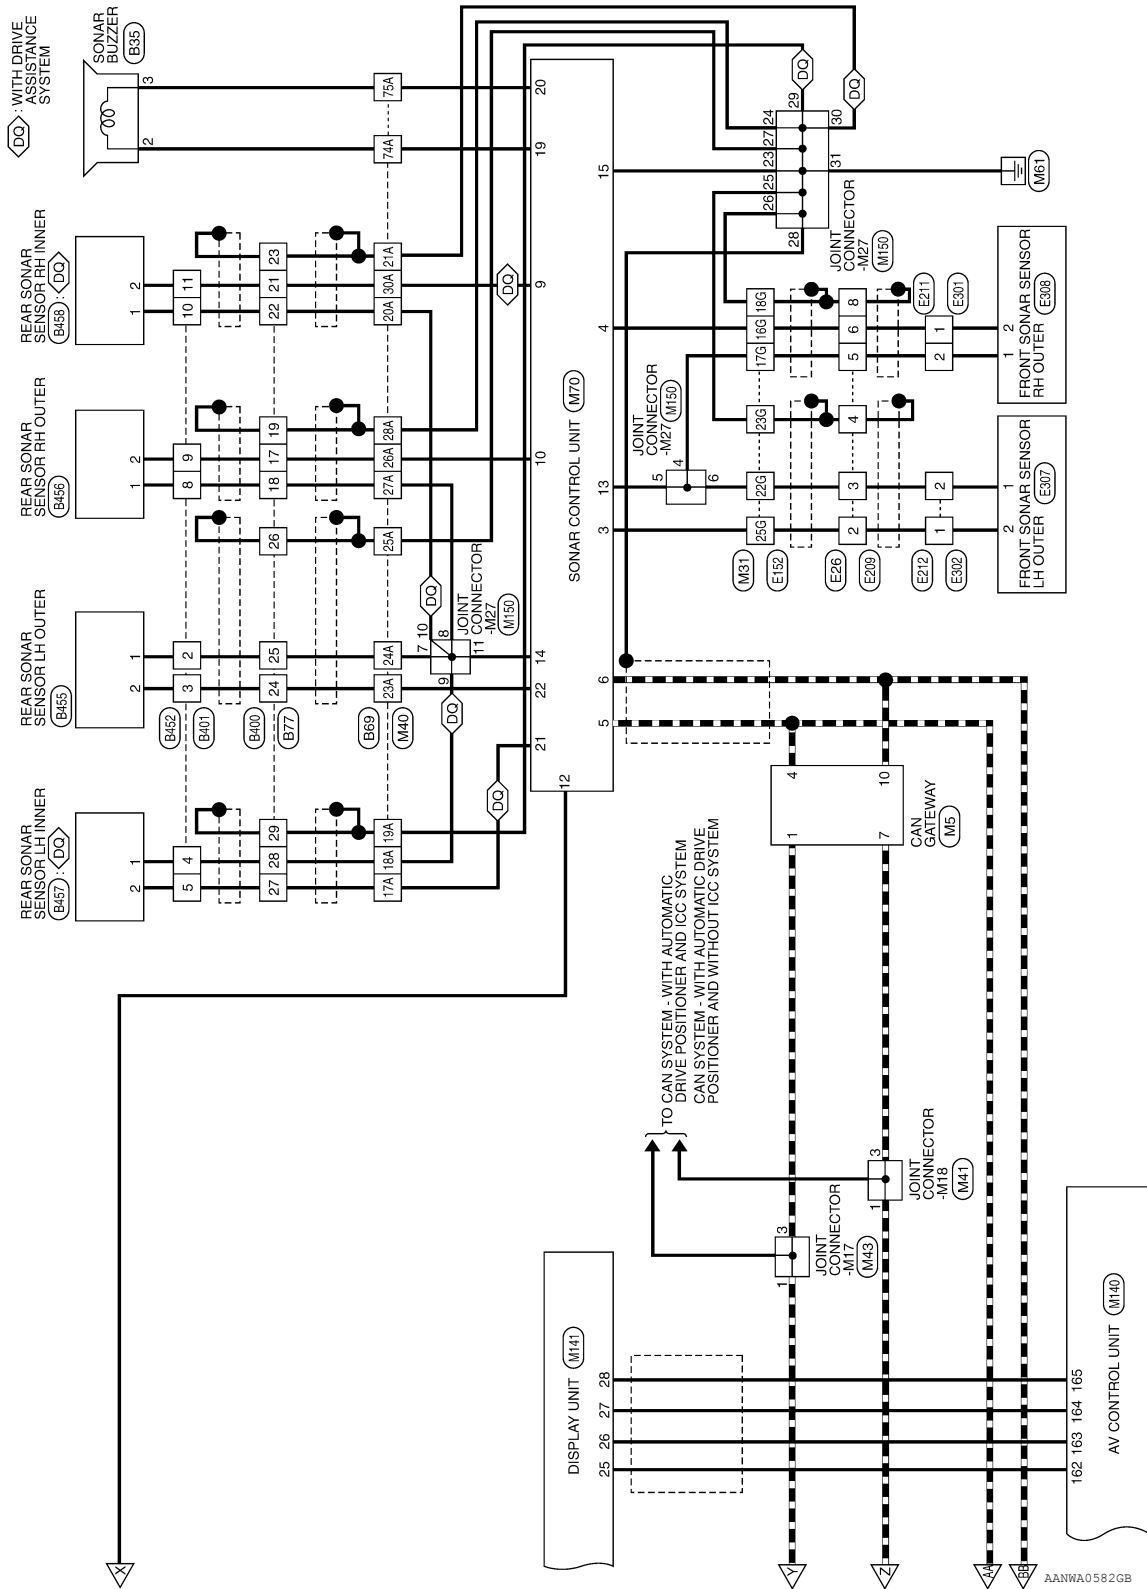 DQ : WITH DRIVE
ASSISTANCE
SYSTEM
SONAR
BUZZER
B35
3
2
75A
74A
20
19
REAR SONAR
SENSOR RH INNER
B458 : DQ
2
1
11
10
23
21
22
21A
30A
20A
DQ
9
REAR SONAR
SENSOR RH OUTER
B456
2
1
9
8
19
17
18
28A
26A
27A
10
26
25A
REAR SONAR
SENSOR LH OUTER
B455
1
2
2
3
25
24
24A
23A
B452
B401
B400
B77
B69
M40
DQ
7
10
8
9
11
JOINT
CONNECTOR
-M27
M150
DQ
14
22
21
12
REAR SONAR
SENSOR LH INNER
B457 : DQ
1
2
4
5
29
28
27
19A
18A
17A
DQ
SONAR CONTROL UNIT
M70
15
4
13
3
6
5
DQ
DQ
29
30
24
27
23
25
26
28
31
JOINT
CONNECTOR
-M27
M150
M61
JOINT
CONNECTOR
-M27
M150
5
4
6
18G
16G
17G
23G
22G
25G
8
6
5
4
3
2
E211
E301
1
2
2
1
2
1
1
2
M31
E152
E26
E209
E212
E302
FRONT SONAR SENSOR
RH OUTER
E308
FRONT SONAR SENSOR
LH OUTER
E307
4
10
1
7
CAN
GATEWAY
M5
TO CAN SYSTEM - WITH AUTOMATIC
DRIVE POSITIONER AND ICC SYSTEM
CAN SYSTEM - WITH AUTOMATIC DRIVE
POSITIONER AND WITHOUT ICC SYSTEM
3
1
JOINT
CONNECTOR
-M18
M41
3
1
JOINT
CONNECTOR
-M17
M43
DISPLAY UNIT
M141
28
27
26
25
165
164
163
162
AV CONTROL UNIT
M140
X
Y
Z
AA
BB
AANWA0582GB